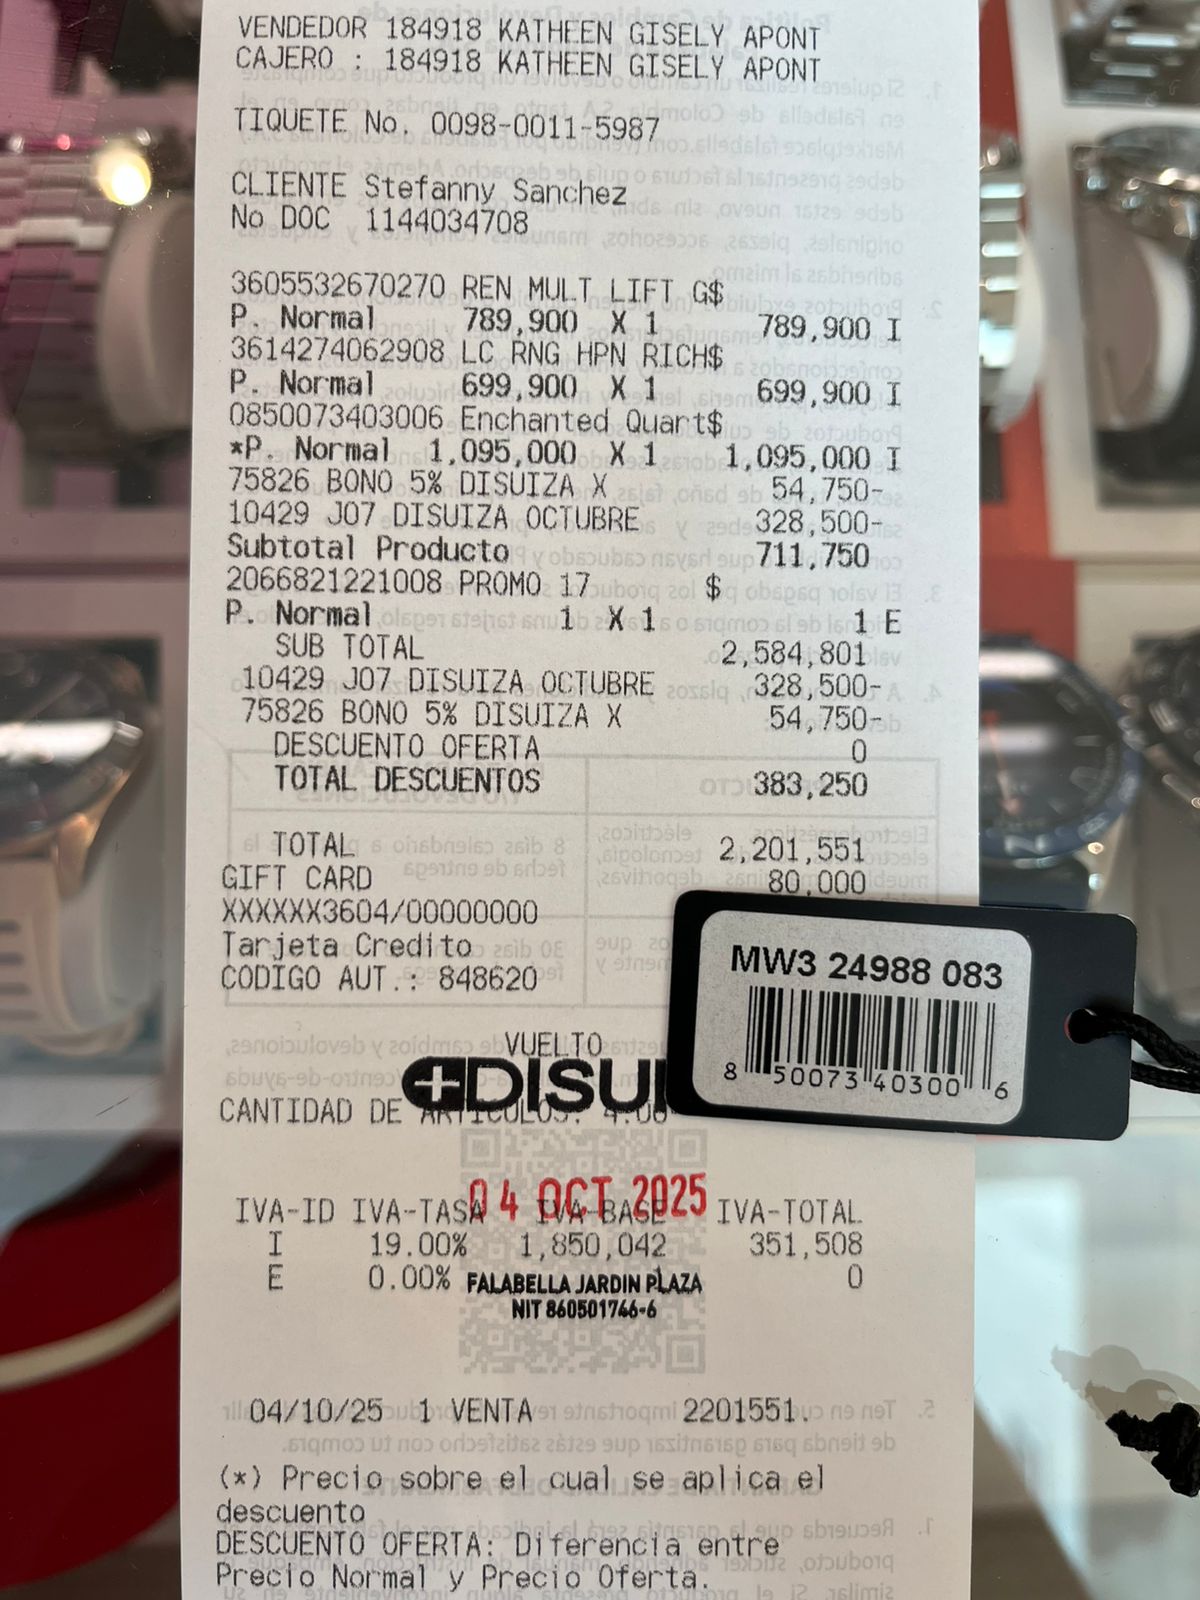 VENDEDOR 184918 KATHEEN GISELY APONT
CAJERO : 184918 KATHEEN GISELY APONT
TIQUETE No. 0098-0011-5987
CLIENTE Stefanny Sanchez
No DOC 1144034708
3605532670270 REN MULT LIFT G$
P. Normal 789,900 X 1 789,900 I
3614274062908 LC RNG HPN RICH$
P. Normal 699,900 X 1 699,900 I
0850073403006 Enchanted Quart$
*P. Normal 1,095,000 X 1 1,095,000 I
75826 BONO 5% DISUIZA X 54,750-
10429 J07 DISUIZA OCTUBRE 328,500-
Subtotal Producto 711,750
2066821221008 PROMO 17 $
P. Normal 1 X 1 1 E
SUB TOTAL 2,584,801
10429 J07 DISUIZA OCTUBRE 328,500-
75826 BONO 5% DISUIZA X 54,750-
DESCUENTO OFERTA 0
TOTAL DESCUENTOS 383,250
TOTAL 2,201,551
GIFT CARD 80,000
XXXXXX3604/00000000
Tarjeta Credito
CODIGO AUT.: 848620
MW3 24988 083
8 50073 40300 6
VUELTO
DISUI
CANTIDAD DE ARTICULOS: 4.00
04 OCT 2025
IVA-ID IVA-TASA IVA-BASE IVA-TOTAL
I 19.00% 1,850,042 351,508
E 0.00% 1 0
FALABELLA JARDIN PLAZA
NIT 860501746-6
04/10/25 1 VENTA 2201551.
(*) Precio sobre el cual se aplica el
descuento
DESCUENTO OFERTA: Diferencia entre
Precio Normal y Precio Oferta.